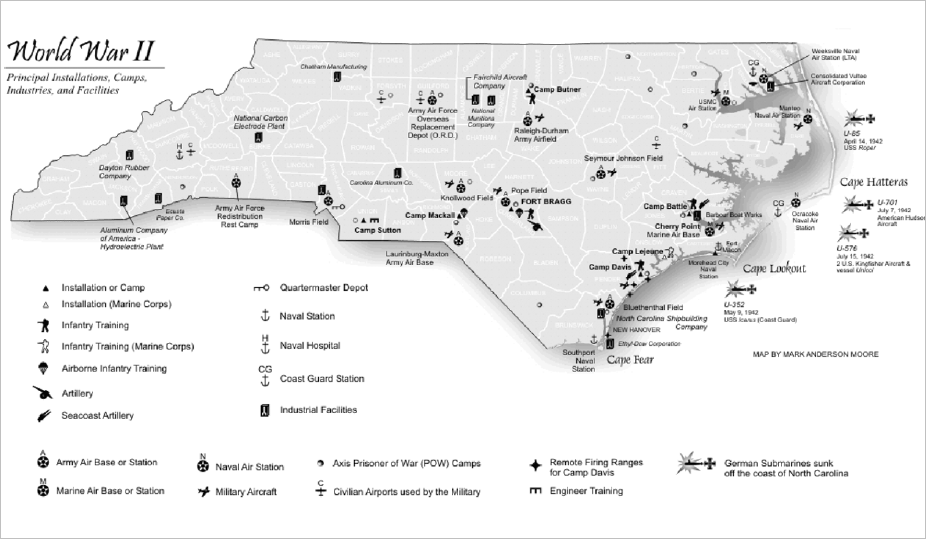 World War II
Principal Installations, Camps,
Industries, and Facilities
Chatham Manufacturing
Fairchild Aircraft
Company
Camp Butner
CG
N
Weeksville Naval
Air Station (LTA)
Consolidated Vultee
Aircraft Corporation
C
C
A
Army Air Force
Overseas
Replacement
Depot (O.R.D.)
National
Munitions
Company
A
Raleigh-Durham
Army Airfield
USMC
Air Station
M
Manteo
Naval Air Station
N
National Carbon
Electrode Plant
U-85
April 14, 1942
USS Roper
H
C
C
Dayton Rubber
Company
Seymour Johnson Field
A
Carolina Aluminum Co.
Cape Hatteras
A
Army Air Force
Redistribution
Rest Camp
A
Knollwood Field
Pope Field
A
FORT BRAGG
Camp Battle
Barbour Boat Works
CG
N
Ocracoke
Naval Air
Station
U-701
July 7, 1942
American Hudson
Aircraft
Ecusta
Paper Co.
Aluminum Company
of America -
Hydroelectric Plant
A
Morris Field
Camp Sutton
Camp Mackall
Cherry Point
Marine Air Base
M
Fort
Macon
U-576
July 15, 1942
2 U.S. Kingfisher Aircraft &
vessel Unicoi
A
Laurinburg-Maxton
Army Air Base
Camp Lejeune
Camp Davis
Morehead City
Naval
Station
Cape Lookout
U-352
May 9, 1942
USS Icarus (Coast Guard)
A
Bluethenthal Field
North Carolina Shipbuilding
Company
NEW HANOVER
Ethyl-Dow Corporation
Southport
Naval
Station
Cape Fear
MAP BY MARK ANDERSON MOORE
Installation or Camp
Installation (Marine Corps)
Infantry Training
Infantry Training (Marine Corps)
Airborne Infantry Training
Artillery
Seacoast Artillery
Quartermaster Depot
Naval Station
H
Naval Hospital
CG
Coast Guard Station
Industrial Facilities
A
Army Air Base or Station
M
Marine Air Base or Station
N
Naval Air Station
Military Aircraft
Axis Prisoner of War (POW) Camps
C
Civilian Airports used by the Military
Remote Firing Ranges
for Camp Davis
Engineer Training
German Submarines sunk
off the coast of North Carolina